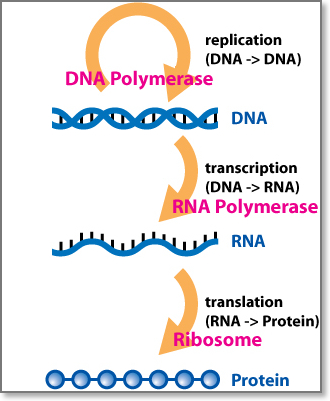 replication
(DNA -> DNA)
DNA Polymerase
DNA
transcription
(DNA -> RNA)
RNA Polymerase
RNA
translation
(RNA -> Protein)
Ribosome
Protein